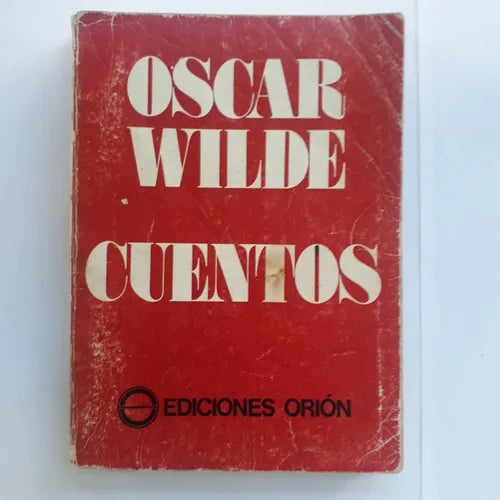 OSCAR
WILDE
CUENTOS
EDICIONES ORIÓN